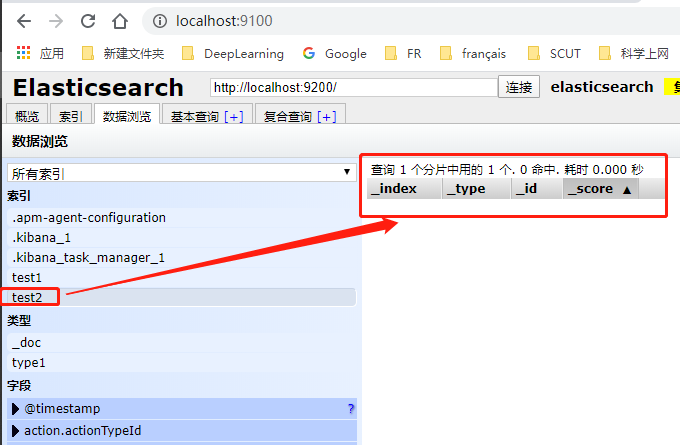 localhost:9100
应用 新建文件夹 DeepLearning Google FR français SCUT 科学上网
Elasticsearch http://localhost:9200/ 连接 elasticsearch
概览 索引 数据浏览 基本查询 [+] 复合查询 [+]
数据浏览
所有索引
索引
.apm-agent-configuration
.kibana_1
.kibana_task_manager_1
test1
test2
类型
_doc
type1
字段
@timestamp ?
action.actionTypeId
查询 1 个分片中用的 1 个. 0 命中. 耗时 0.000 秒
_index _type _id _score ▲